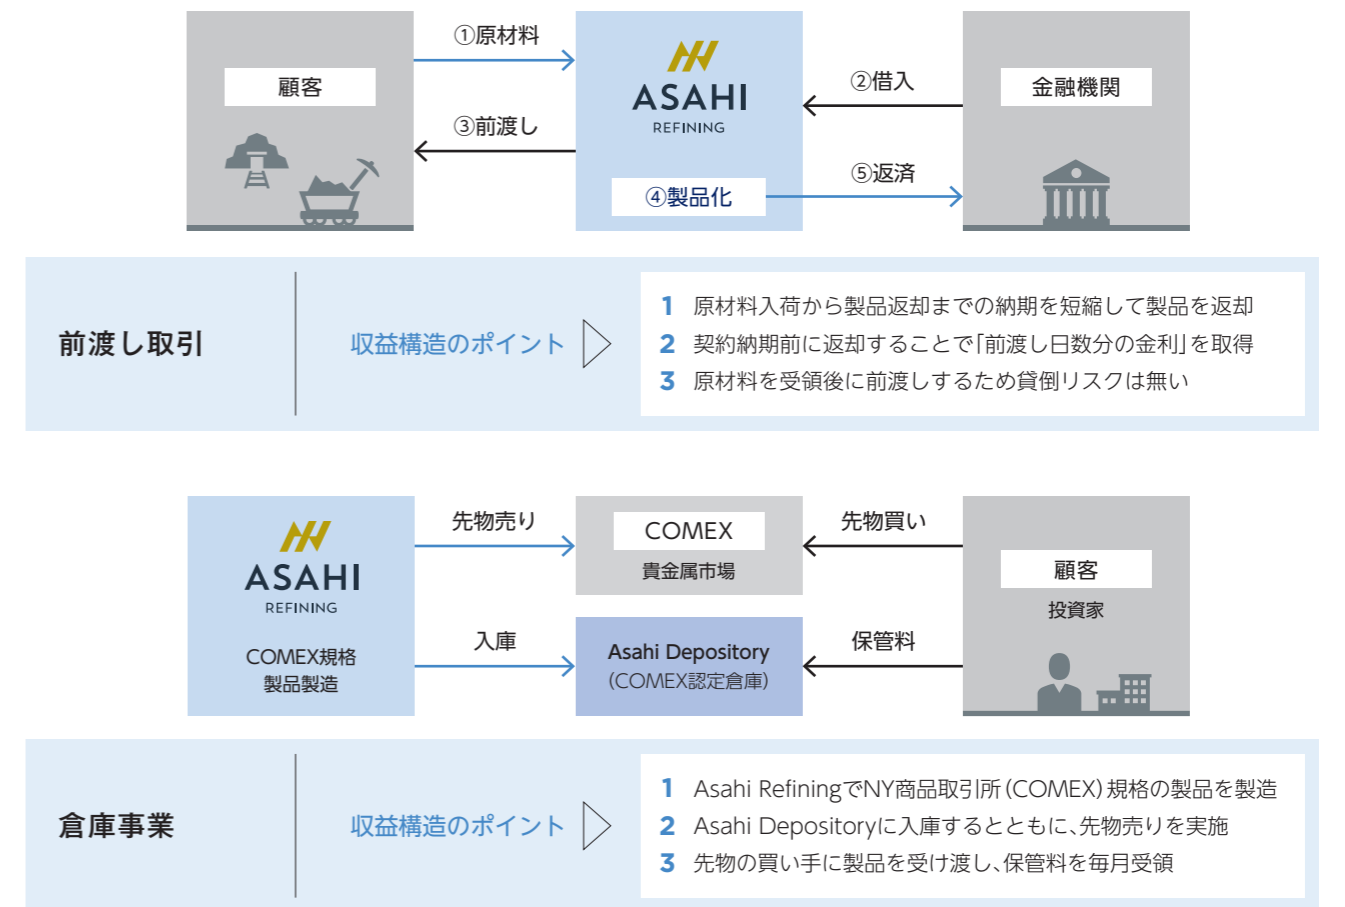 顧客
①原材料
③前渡し
ASAHI
REFINING
④製品化
②借入
⑤返済
金融機関
前渡し取引
収益構造のポイント
1 原材料入荷から製品返却までの納期を短縮して製品を返却
2 契約納期前に返却することで「前渡し日数分の金利」を取得
3 原材料を受領後に前渡しするため貸倒リスクは無い
ASAHI
REFINING
COMEX規格
製品製造
先物売り
入庫
COMEX
貴金属市場
Asahi Depository
(COMEX認定倉庫)
先物買い
保管料
顧客
投資家
倉庫事業
収益構造のポイント
1 Asahi RefiningでNY商品取引所(COMEX)規格の製品を製造
2 Asahi Depositoryに入庫するとともに、先物売りを実施
3 先物の買い手に製品を受け渡し、保管料を毎月受領